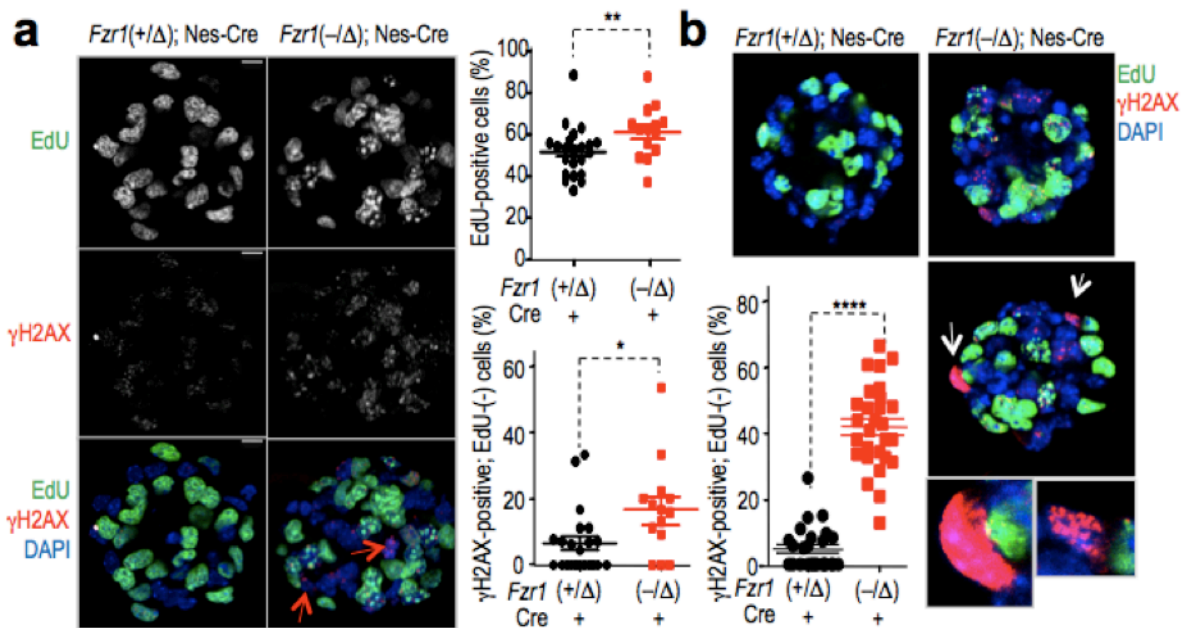 a
Fzr1(+/Δ); Nes-Cre
Fzr1(–/Δ); Nes-Cre
EdU
γH2AX
EdU
γH2AX
DAPI
**
EdU-positive cells (%)
100
80
60
40
20
0
Fzr1 (+/Δ) (–/Δ)
Cre + +
*
γH2AX-positive; EdU-(-) cells (%)
60
40
20
0
Fzr1 (+/Δ) (–/Δ)
Cre + +
b
Fzr1(+/Δ); Nes-Cre
Fzr1(–/Δ); Nes-Cre
EdU
γH2AX
DAPI
****
γH2AX-positive; EdU-(-) cells (%)
80
60
40
20
0
Fzr1 (+/Δ) (–/Δ)
Cre + +